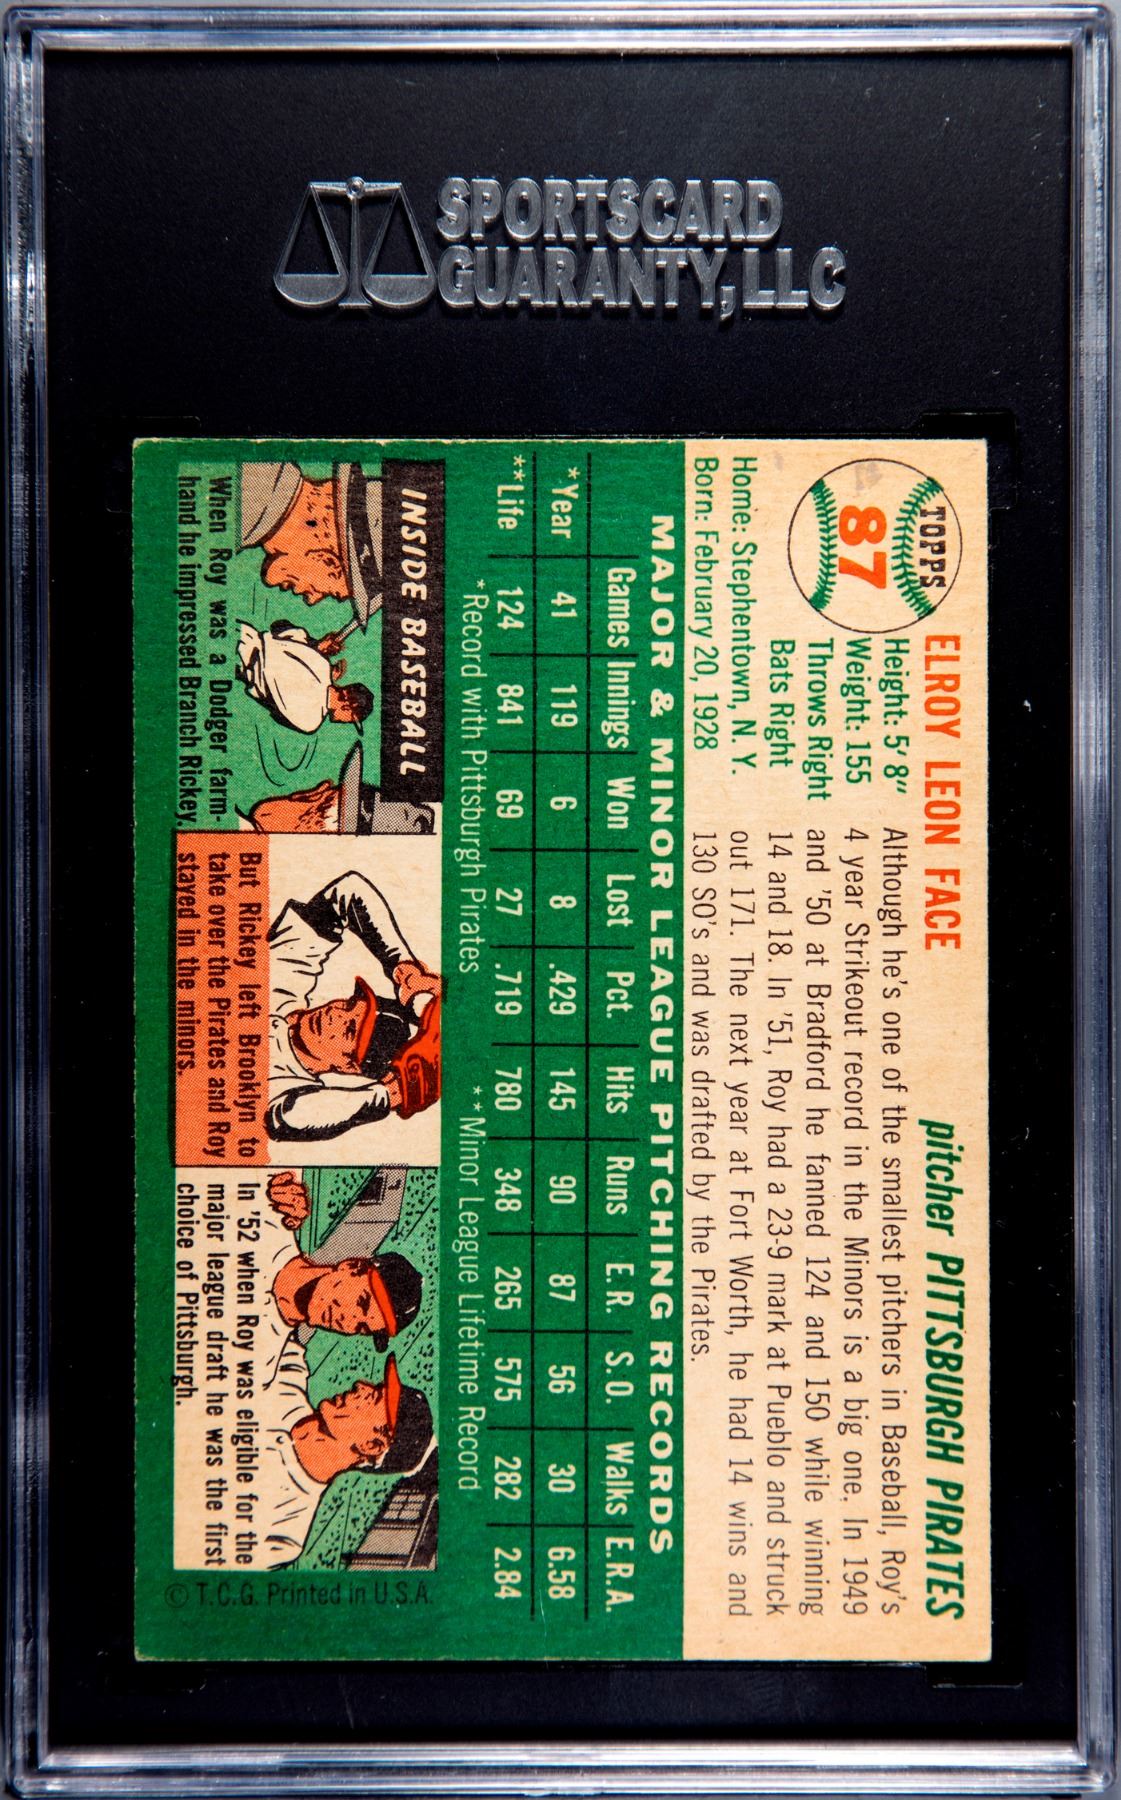 SPORTSCARD
GUARANTY, LLC
TOPPS
87
ELROY LEON FACE
pitcher PITTSBURGH PIRATES
Height: 5' 8"
Weight: 155
Throws Right
Bats Right
Home: Stephentown, N. Y.
Born: February 20, 1928
Although he's one of the smallest pitchers in Baseball, Roy's
4 year Strikeout record in the Minors is a big one. In 1949
and '50 at Bradford he fanned 124 and 150 while winning
14 and 18. In '51, Roy had a 23-9 mark at Pueblo and struck
out 171. The next year at Fort Worth, he had 14 wins and
130 SO's and was drafted by the Pirates.
MAJOR & MINOR LEAGUE PITCHING RECORDS
Games Innings Won Lost Pct. Hits Runs E.R. S.O. Walks E.R.A.
*Year 41 119 6 8 .429 145 90 87 56 30 6.58
**Life 124 841 69 27 .719 780 348 265 575 282 2.84
*Record with Pittsburgh Pirates **Minor League Lifetime Record
INSIDE BASEBALL
When Roy was a Dodger farm-
hand he impressed Branch Rickey.
But Rickey left Brooklyn to
take over the Pirates and Roy
stayed in the minors.
In '52 when Roy was eligible for the
major league draft he was the first
choice of Pittsburgh.
© T.C.G. Printed in U.S.A.